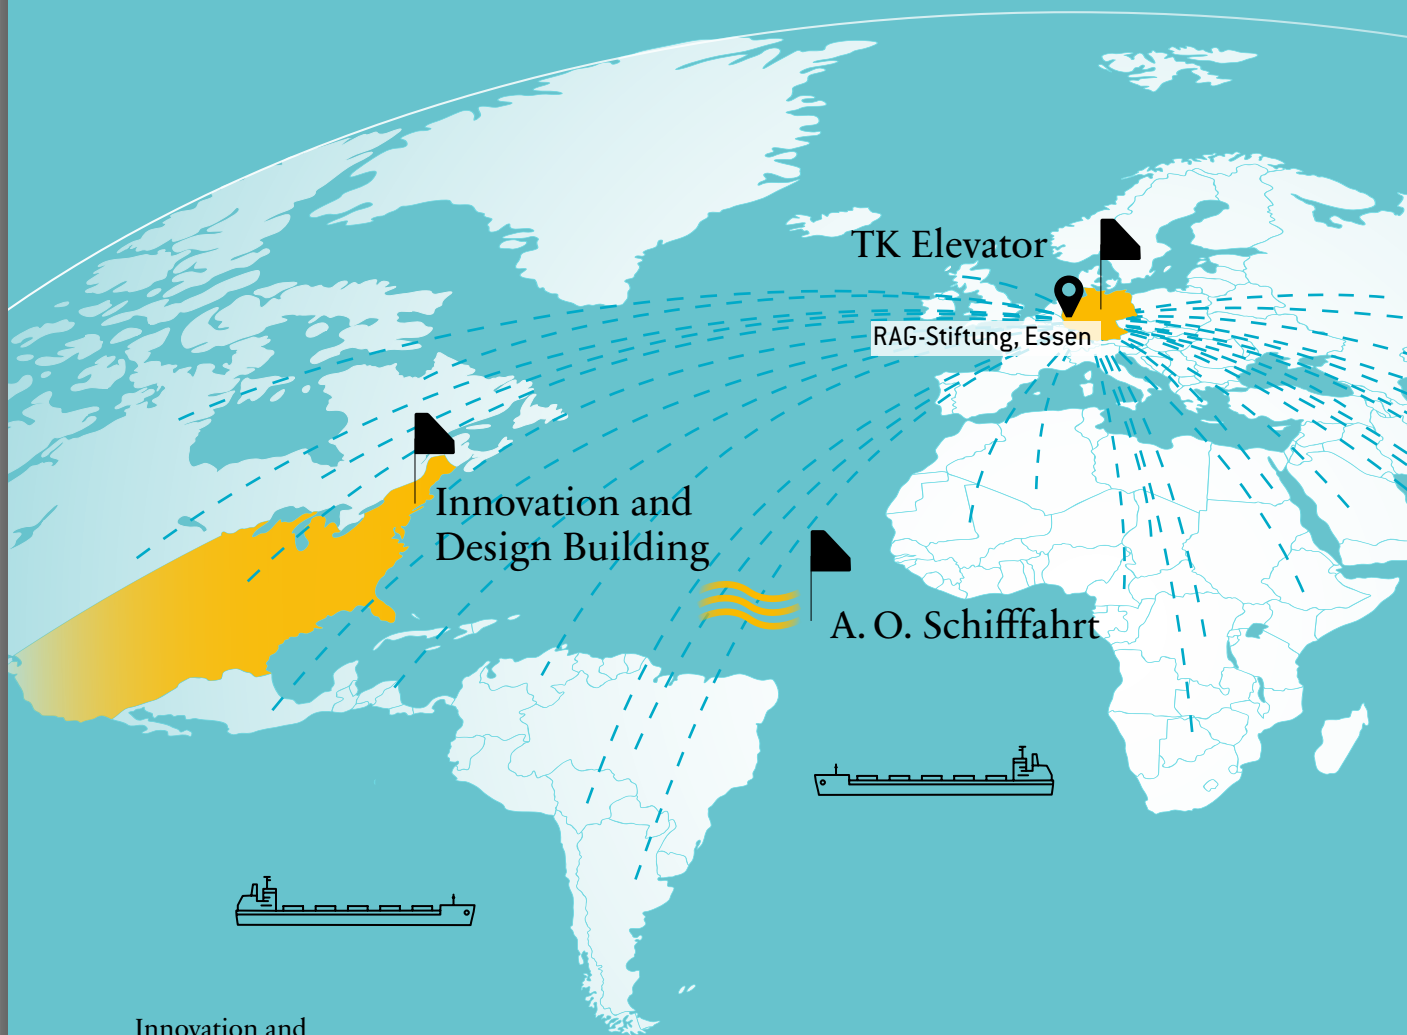 TK Elevator
RAG-Stiftung, Essen
Innovation and
Design Building
A. O. Schifffahrt
Innovation and